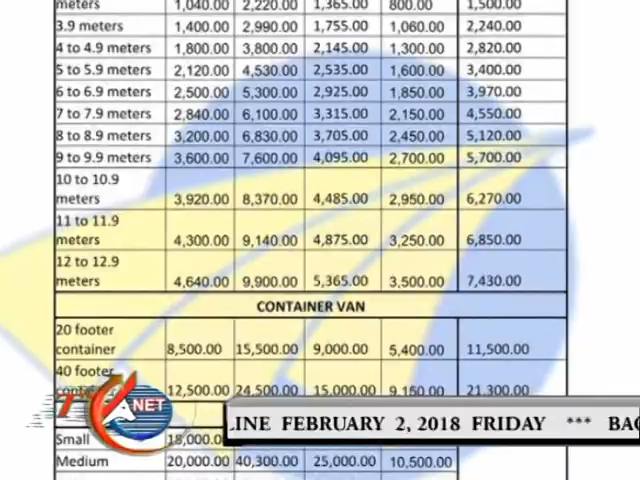 meters 1,040.00 2,220.00 1,365.00 800.00 1,500.00
3.9 meters 1,400.00 2,990.00 1,755.00 1,060.00 2,240.00
4 to 4.9 meters 1,800.00 3,800.00 2,145.00 1,300.00 2,820.00
5 to 5.9 meters 2,120.00 4,530.00 2,535.00 1,600.00 3,400.00
6 to 6.9 meters 2,500.00 5,300.00 2,925.00 1,850.00 3,970.00
7 to 7.9 meters 2,840.00 6,100.00 3,315.00 2,150.00 4,550.00
8 to 8.9 meters 3,200.00 6,830.00 3,705.00 2,450.00 5,120.00
9 to 9.9 meters 3,600.00 7,600.00 4,095.00 2,700.00 5,700.00
10 to 10.9
meters 3,920.00 8,370.00 4,485.00 2,950.00 6,270.00
11 to 11.9
meters 4,300.00 9,140.00 4,875.00 3,250.00 6,850.00
12 to 12.9
meters 4,640.00 9,900.00 5,365.00 3,500.00 7,430.00
CONTAINER VAN
20 footer
container 8,500.00 15,500.00 9,000.00 5,400.00 11,500.00
40 footer
12,500.00 24,500.00 15,000.00 9,150.00 21,300.00
NET
LINE FEBRUARY 2, 2018 FRIDAY *** BAC
Small 18,000.0
Medium 20,000.00 40,300.00 25,000.00 10,500.00